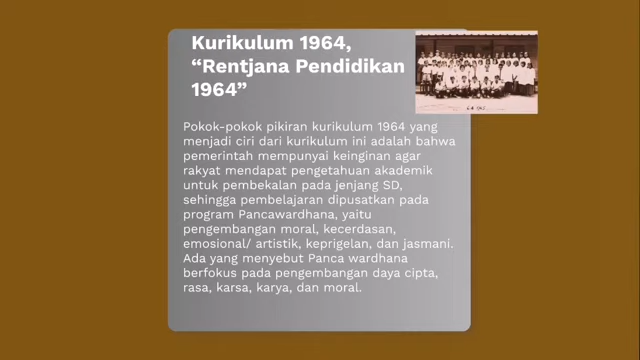 Kurikulum 1964,
“Rentjana Pendidikan
1964”
Pokok-pokok pikiran kurikulum 1964 yang
menjadi ciri dari kurikulum ini adalah bahwa
pemerintah mempunyai keinginan agar
rakyat mendapat pengetahuan akademik
untuk pembekalan pada jenjang SD,
sehingga pembelajaran dipusatkan pada
program Pancawardhana, yaitu
pengembangan moral, kecerdasan,
emosional/ artistik, keprigelan, dan jasmani.
Ada yang menyebut Panca wardhana
berfokus pada pengembangan daya cipta,
rasa, karsa, karya, dan moral.